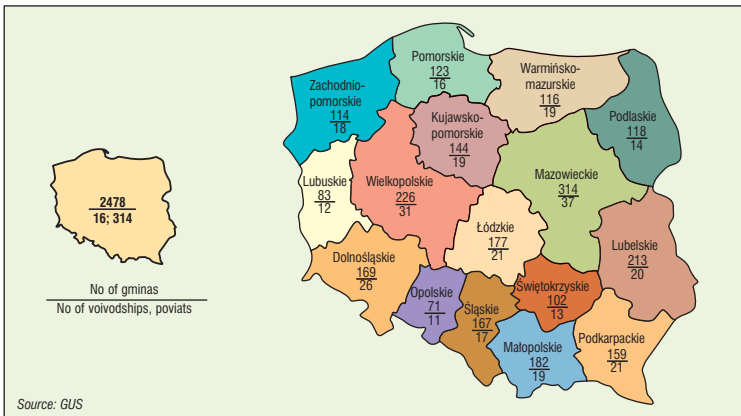 Pomorskie
123
16
Warmińsko-
mazurskie
116
19
Zachodnio-
pomorskie
114
18
Podlaskie
118
14
Kujawsko-
pomorskie
144
19
Mazowieckie
314
37
Lubuskie
83
12
Wielkopolskie
226
31
2478
16; 314
Łódzkie
177
21
Lubelskie
213
20
Dolnośląskie
169
26
No of gminas
No of voivodships, poviats
Opolskie
71
11
Śląskie
167
17
Świętokrzyskie
102
13
Małopolskie
182
19
Podkarpackie
159
21
Source: GUS